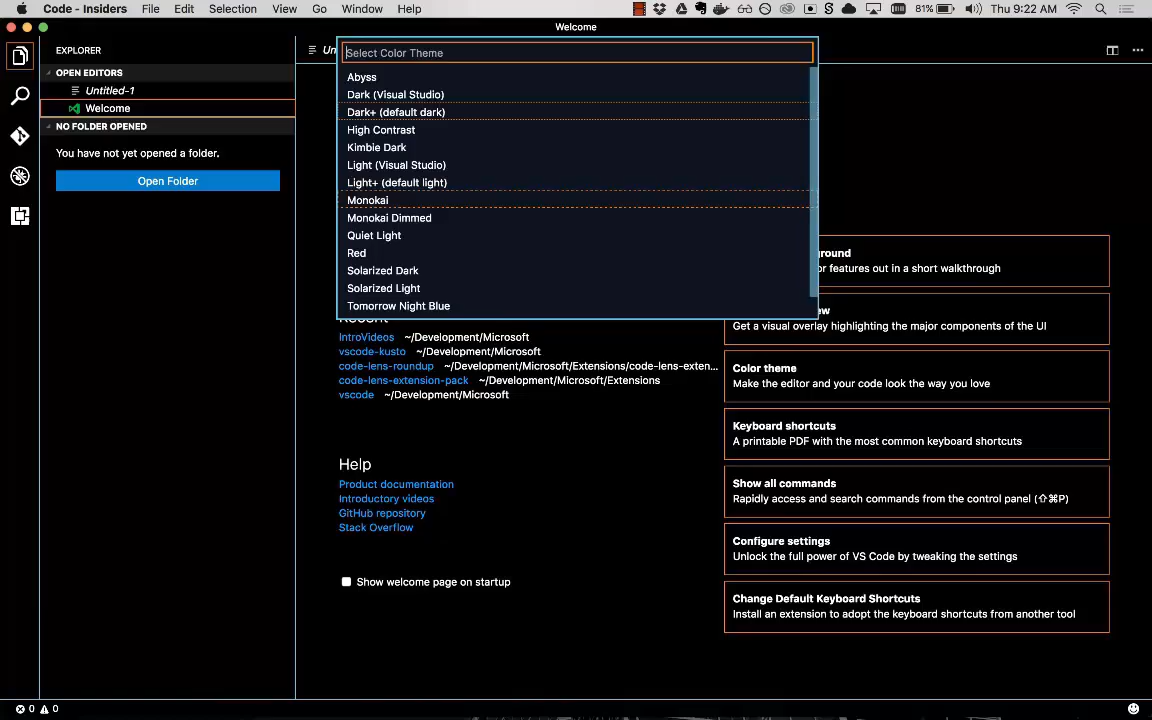 Code - Insiders File Edit Selection View Go Window Help
81% Thu 9:22 AM
Welcome
EXPLORER
OPEN EDITORS
Untitled-1
Welcome
NO FOLDER OPENED
You have not yet opened a folder.
Open Folder
Select Color Theme
Abyss
Dark (Visual Studio)
Dark+ (default dark)
High Contrast
Kimbie Dark
Light (Visual Studio)
Light+ (default light)
Monokai
Monokai Dimmed
Quiet Light
Red
Solarized Dark
Solarized Light
Tomorrow Night Blue
Recent
IntroVideos ~/Development/Microsoft
vscode-kusto ~/Development/Microsoft
code-lens-roundup ~/Development/Microsoft/Extensions/code-lens-exten...
code-lens-extension-pack ~/Development/Microsoft/Extensions
vscode ~/Development/Microsoft
Help
Product documentation
Introductory videos
GitHub repository
Stack Overflow
Show welcome page on startup
round
or features out in a short walkthrough
ew
Get a visual overlay highlighting the major components of the UI
Color theme
Make the editor and your code look the way you love
Keyboard shortcuts
A printable PDF with the most common keyboard shortcuts
Show all commands
Rapidly access and search commands from the control panel (⇧⌘P)
Configure settings
Unlock the full power of VS Code by tweaking the settings
Change Default Keyboard Shortcuts
Install an extension to adopt the keyboard shortcuts from another tool
0 0